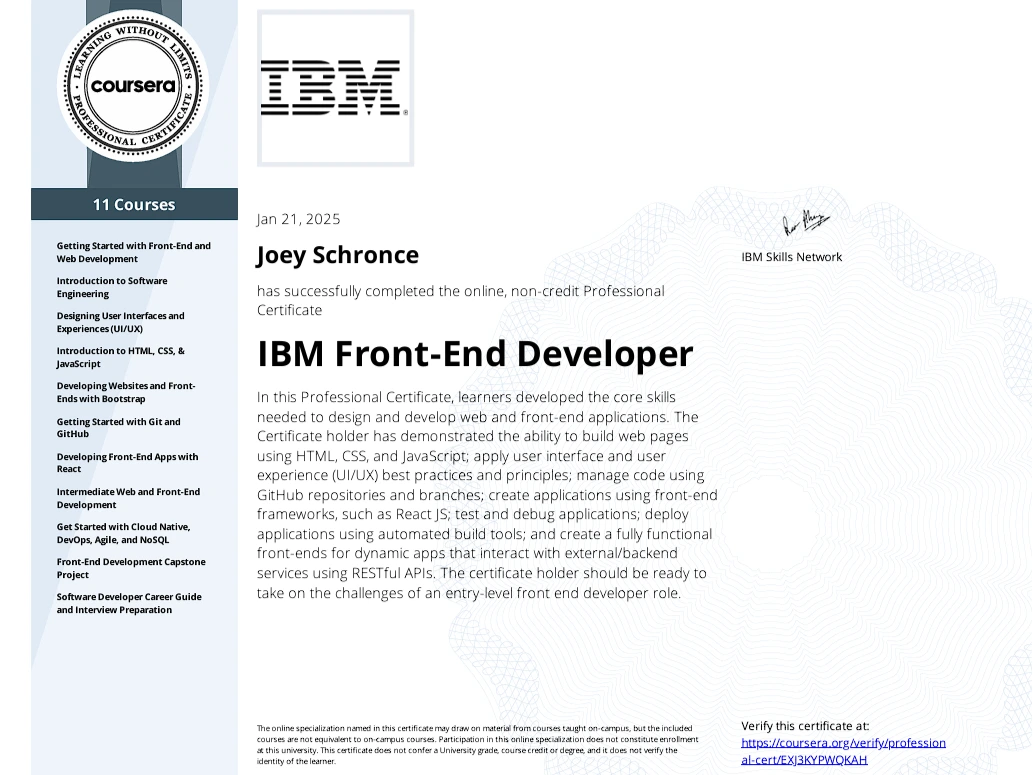 LEARNING WITHOUT LIMITS
coursera
PROFESSIONAL CERTIFICATE
IBM
®
11 Courses
Getting Started with Front-End and
Web Development
Introduction to Software
Engineering
Designing User Interfaces and
Experiences (UI/UX)
Introduction to HTML, CSS, &
JavaScript
Developing Websites and Front-
Ends with Bootstrap
Getting Started with Git and
GitHub
Developing Front-End Apps with
React
Intermediate Web and Front-End
Development
Get Started with Cloud Native,
DevOps, Agile, and NoSQL
Front-End Development Capstone
Project
Software Developer Career Guide
and Interview Preparation
Jan 21, 2025
Joey Schronce
has successfully completed the online, non-credit Professional
Certificate
IBM Front-End Developer
In this Professional Certificate, learners developed the core skills
needed to design and develop web and front-end applications. The
Certificate holder has demonstrated the ability to build web pages
using HTML, CSS, and JavaScript; apply user interface and user
experience (UI/UX) best practices and principles; manage code using
GitHub repositories and branches; create applications using front-end
frameworks, such as React JS; test and debug applications; deploy
applications using automated build tools; and create a fully functional
front-ends for dynamic apps that interact with external/backend
services using RESTful APIs. The certificate holder should be ready to
take on the challenges of an entry-level front end developer role.
IBM Skills Network
The online specialization named in this certificate may draw on material from courses taught on-campus, but the included
courses are not equivalent to on-campus courses. Participation in this online specialization does not constitute enrollment
at this university. This certificate does not confer a University grade, course credit or degree, and it does not verify the
identity of the learner.
Verify this certificate at:
https://coursera.org/verify/profession
al-cert/EXJ3KYPWQKAH